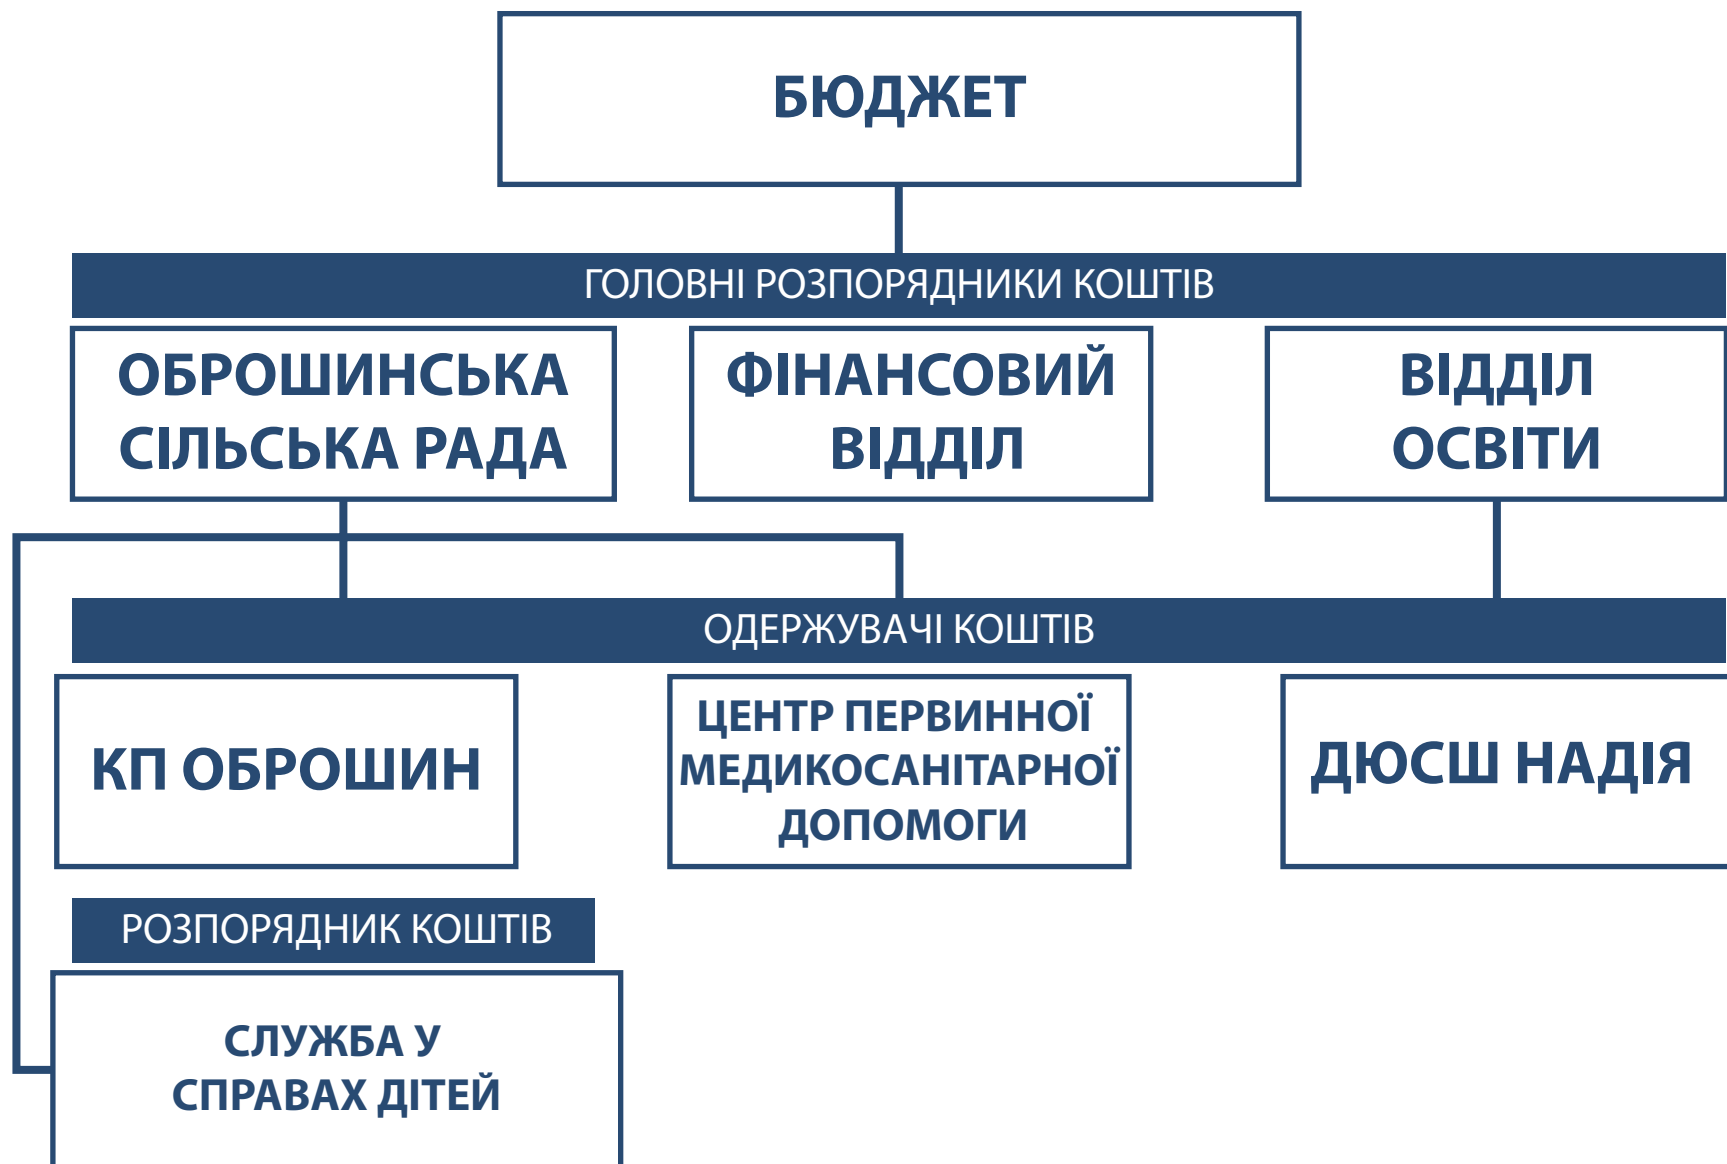 БЮДЖЕТ
ГОЛОВНІ РОЗПОРЯДНИКИ КОШТІВ
ОБРОШИНСЬКА
СІЛЬСЬКА РАДА
ФІНАНСОВИЙ
ВІДДІЛ
ВІДДІЛ
ОСВІТИ
ОДЕРЖУВАЧІ КОШТІВ
КП ОБРОШИН
ЦЕНТР ПЕРВИННОЇ
МЕДИКОСАНІТАРНОЇ
ДОПОМОГИ
ДЮСШ НАДІЯ
РОЗПОРЯДНИК КОШТІВ
СЛУЖБА У
СПРАВАХ ДІТЕЙ